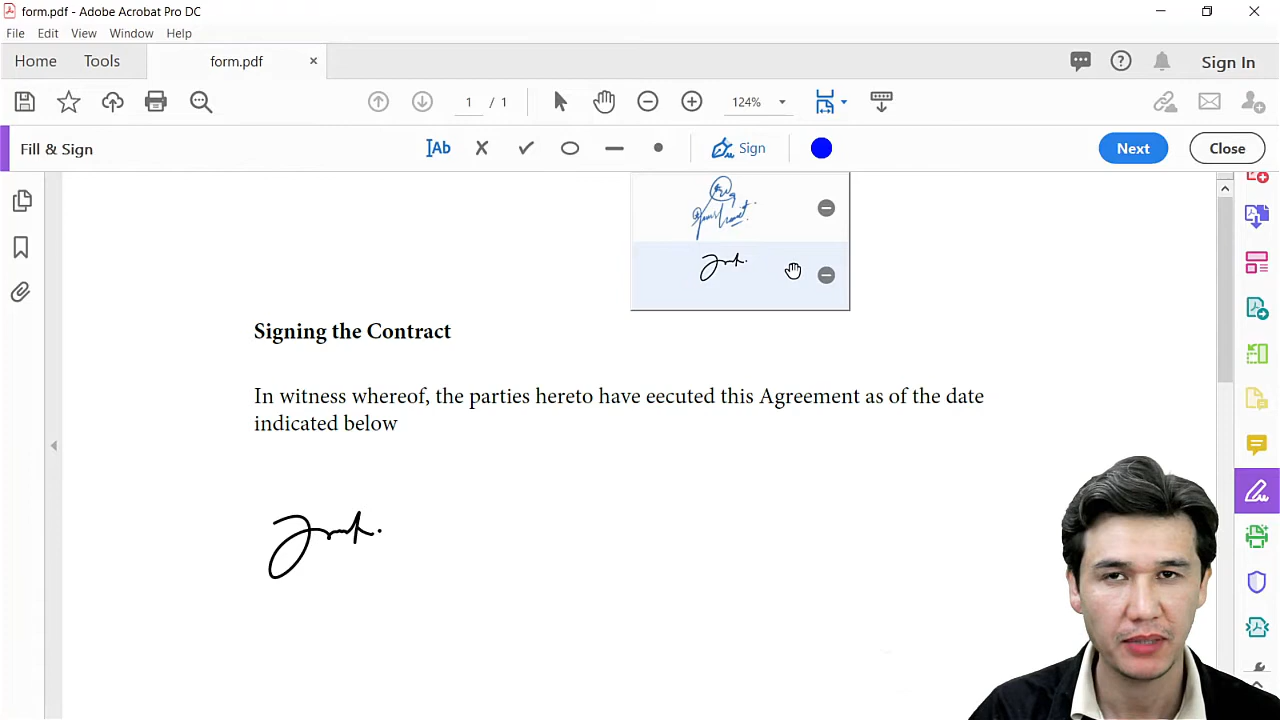 form.pdf - Adobe Acrobat Pro DC
File Edit View Window Help
Home Tools form.pdf × Sign In
1 / 1 124%
Fill & Sign Ab Sign Next Close
Signing the Contract
In witness whereof, the parties hereto have eecuted this Agreement as of the date
indicated below